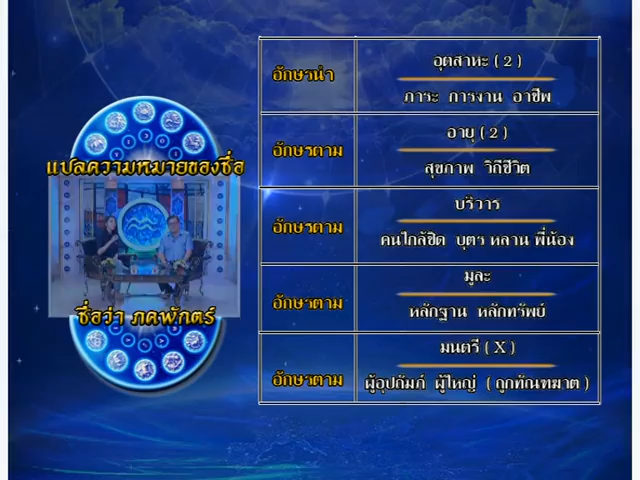 แปลความหมายของชื่อ
ชื่อว่า ภคพักตร์
อักษรนำ
อุตสาหะ ( 2 )
ภาระ การงาน อาชีพ
อักษรตาม
อายุ ( 2 )
สุขภาพ วิถีชีวิต
อักษรตาม
บริวาร
คนใกล้ชิด บุตร หลาน พี่น้อง
อักษรตาม
มูละ
หลักฐาน หลักทรัพย์
อักษรตาม
มนตรี ( X )
ผู้อุปถัมภ์ ผู้ใหญ่ ( ถูกทัณฑฆาต )